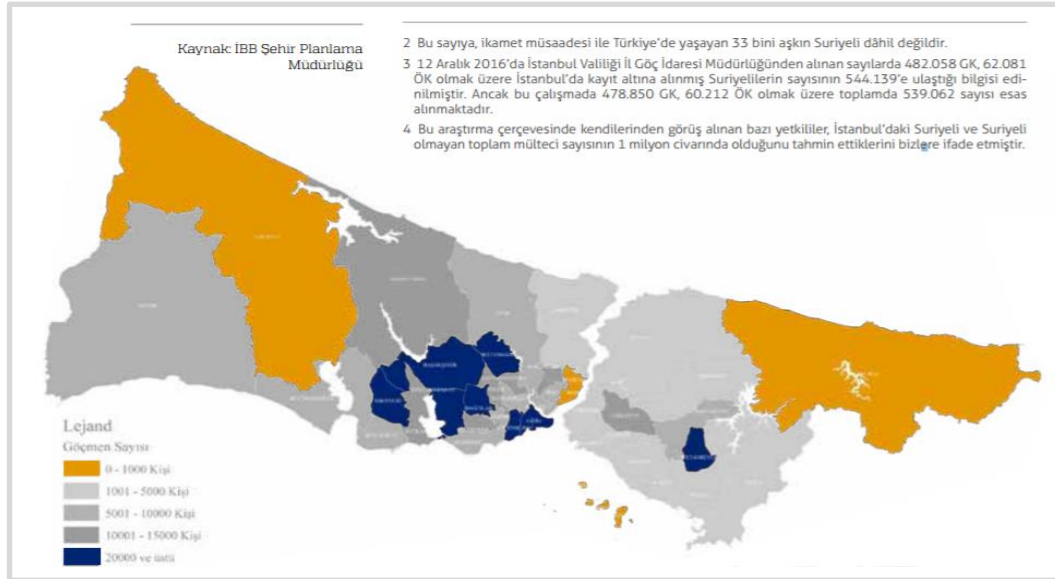 Kaynak: İBB Şehir Planlama
Müdürlüğü
2 Bu sayıya, ikamet müsaadesi ile Türkiye’de yaşayan 33 bini aşkın Suriyeli dâhil değildir.
3 12 Aralık 2016’da İstanbul Valiliği İl Göç İdaresi Müdürlüğünden alınan sayılarda 482.058 GK, 62.081
ÖK olmak üzere İstanbul’da kayıt altına alınmış Suriyelilerin sayısının 544.139’e ulaştığı bilgisi edi-
nilmiştir. Ancak bu çalışmada 478.850 GK, 60.212 ÖK olmak üzere toplamda 539.062 sayısı esas
alınmaktadır.
4 Bu araştırma çerçevesinde kendilerinden görüş alınan bazı yetkililer, İstanbul’daki Suriyeli ve Suriyeli
olmayan toplam mülteci sayısının 1 milyon civarında olduğunu tahmin ettiklerini bizlere ifade etmiştir.
Lejand
Göçmen Sayısı
0 - 1000 Kişi
1001 - 5000 Kişi
5001 - 10000 Kişi
10001 - 15000 Kişi
20000 ve üstü